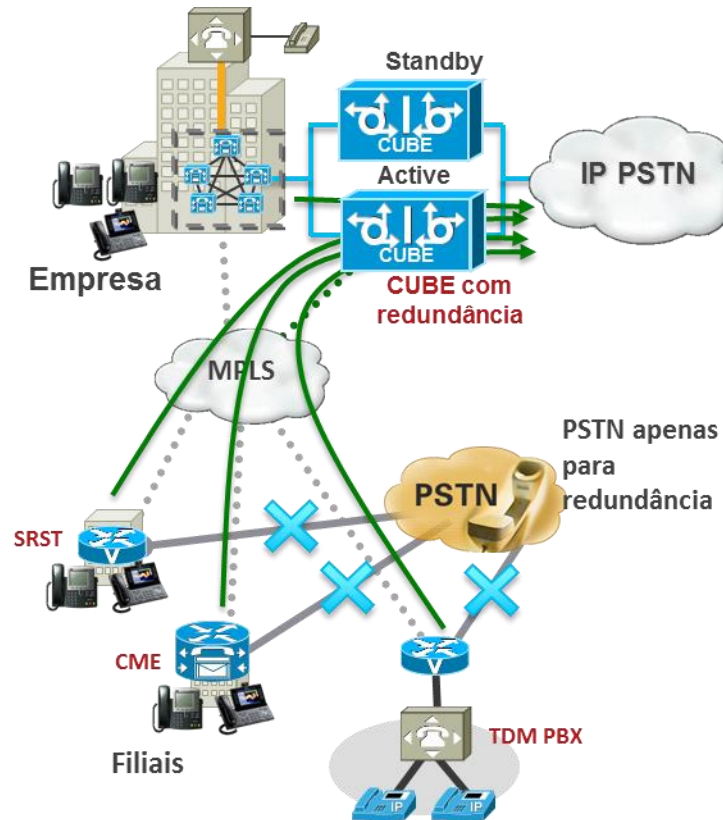 Standby
CUBE
Active
CUBE
IP PSTN
Empresa
CUBE com
redundância
MPLS
PSTN apenas
para
redundância
PSTN
SRST
V
CME
V
TDM PBX
Filiais
IP
IP